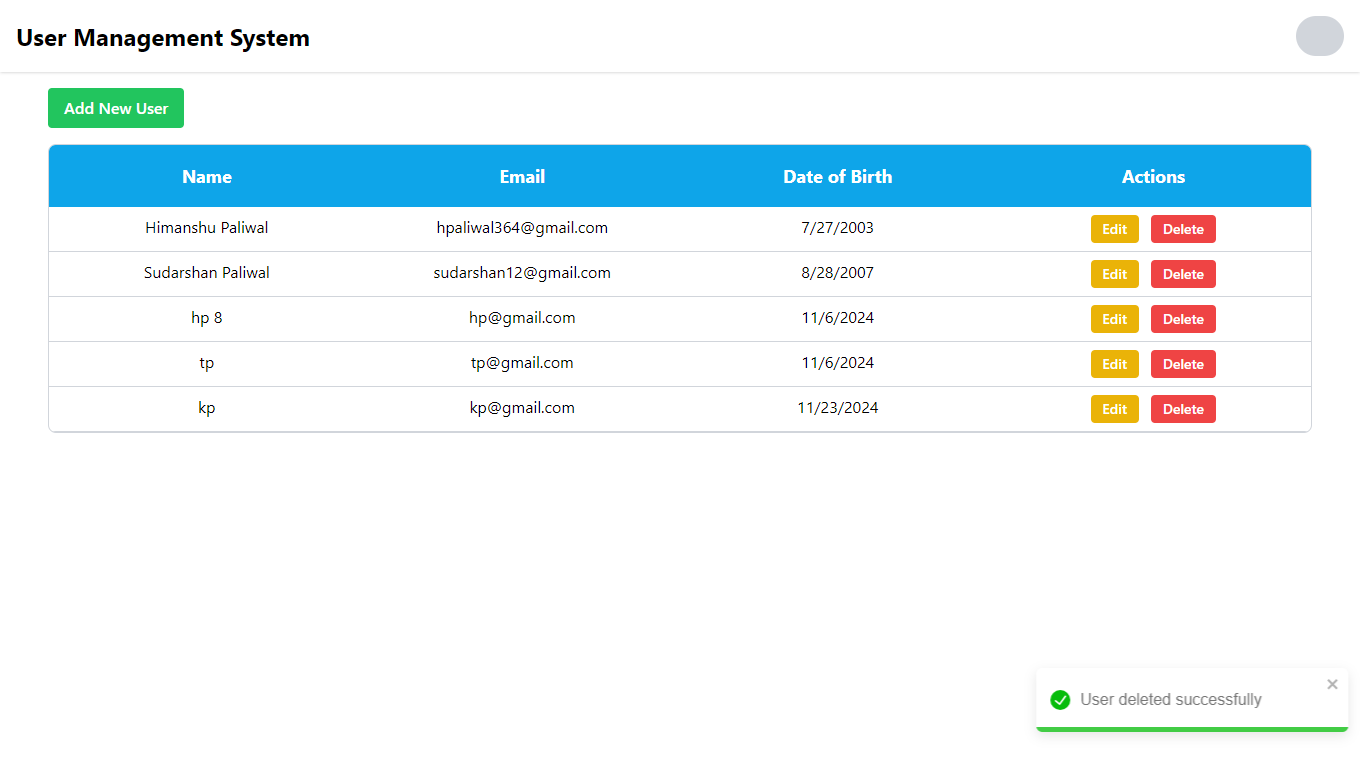 User Management System
Add New User
Name Email Date of Birth Actions
Himanshu Paliwal hpaliwal364@gmail.com 7/27/2003 Edit Delete
Sudarshan Paliwal sudarshan12@gmail.com 8/28/2007 Edit Delete
hp 8 hp@gmail.com 11/6/2024 Edit Delete
tp tp@gmail.com 11/6/2024 Edit Delete
kp kp@gmail.com 11/23/2024 Edit Delete
User deleted successfully